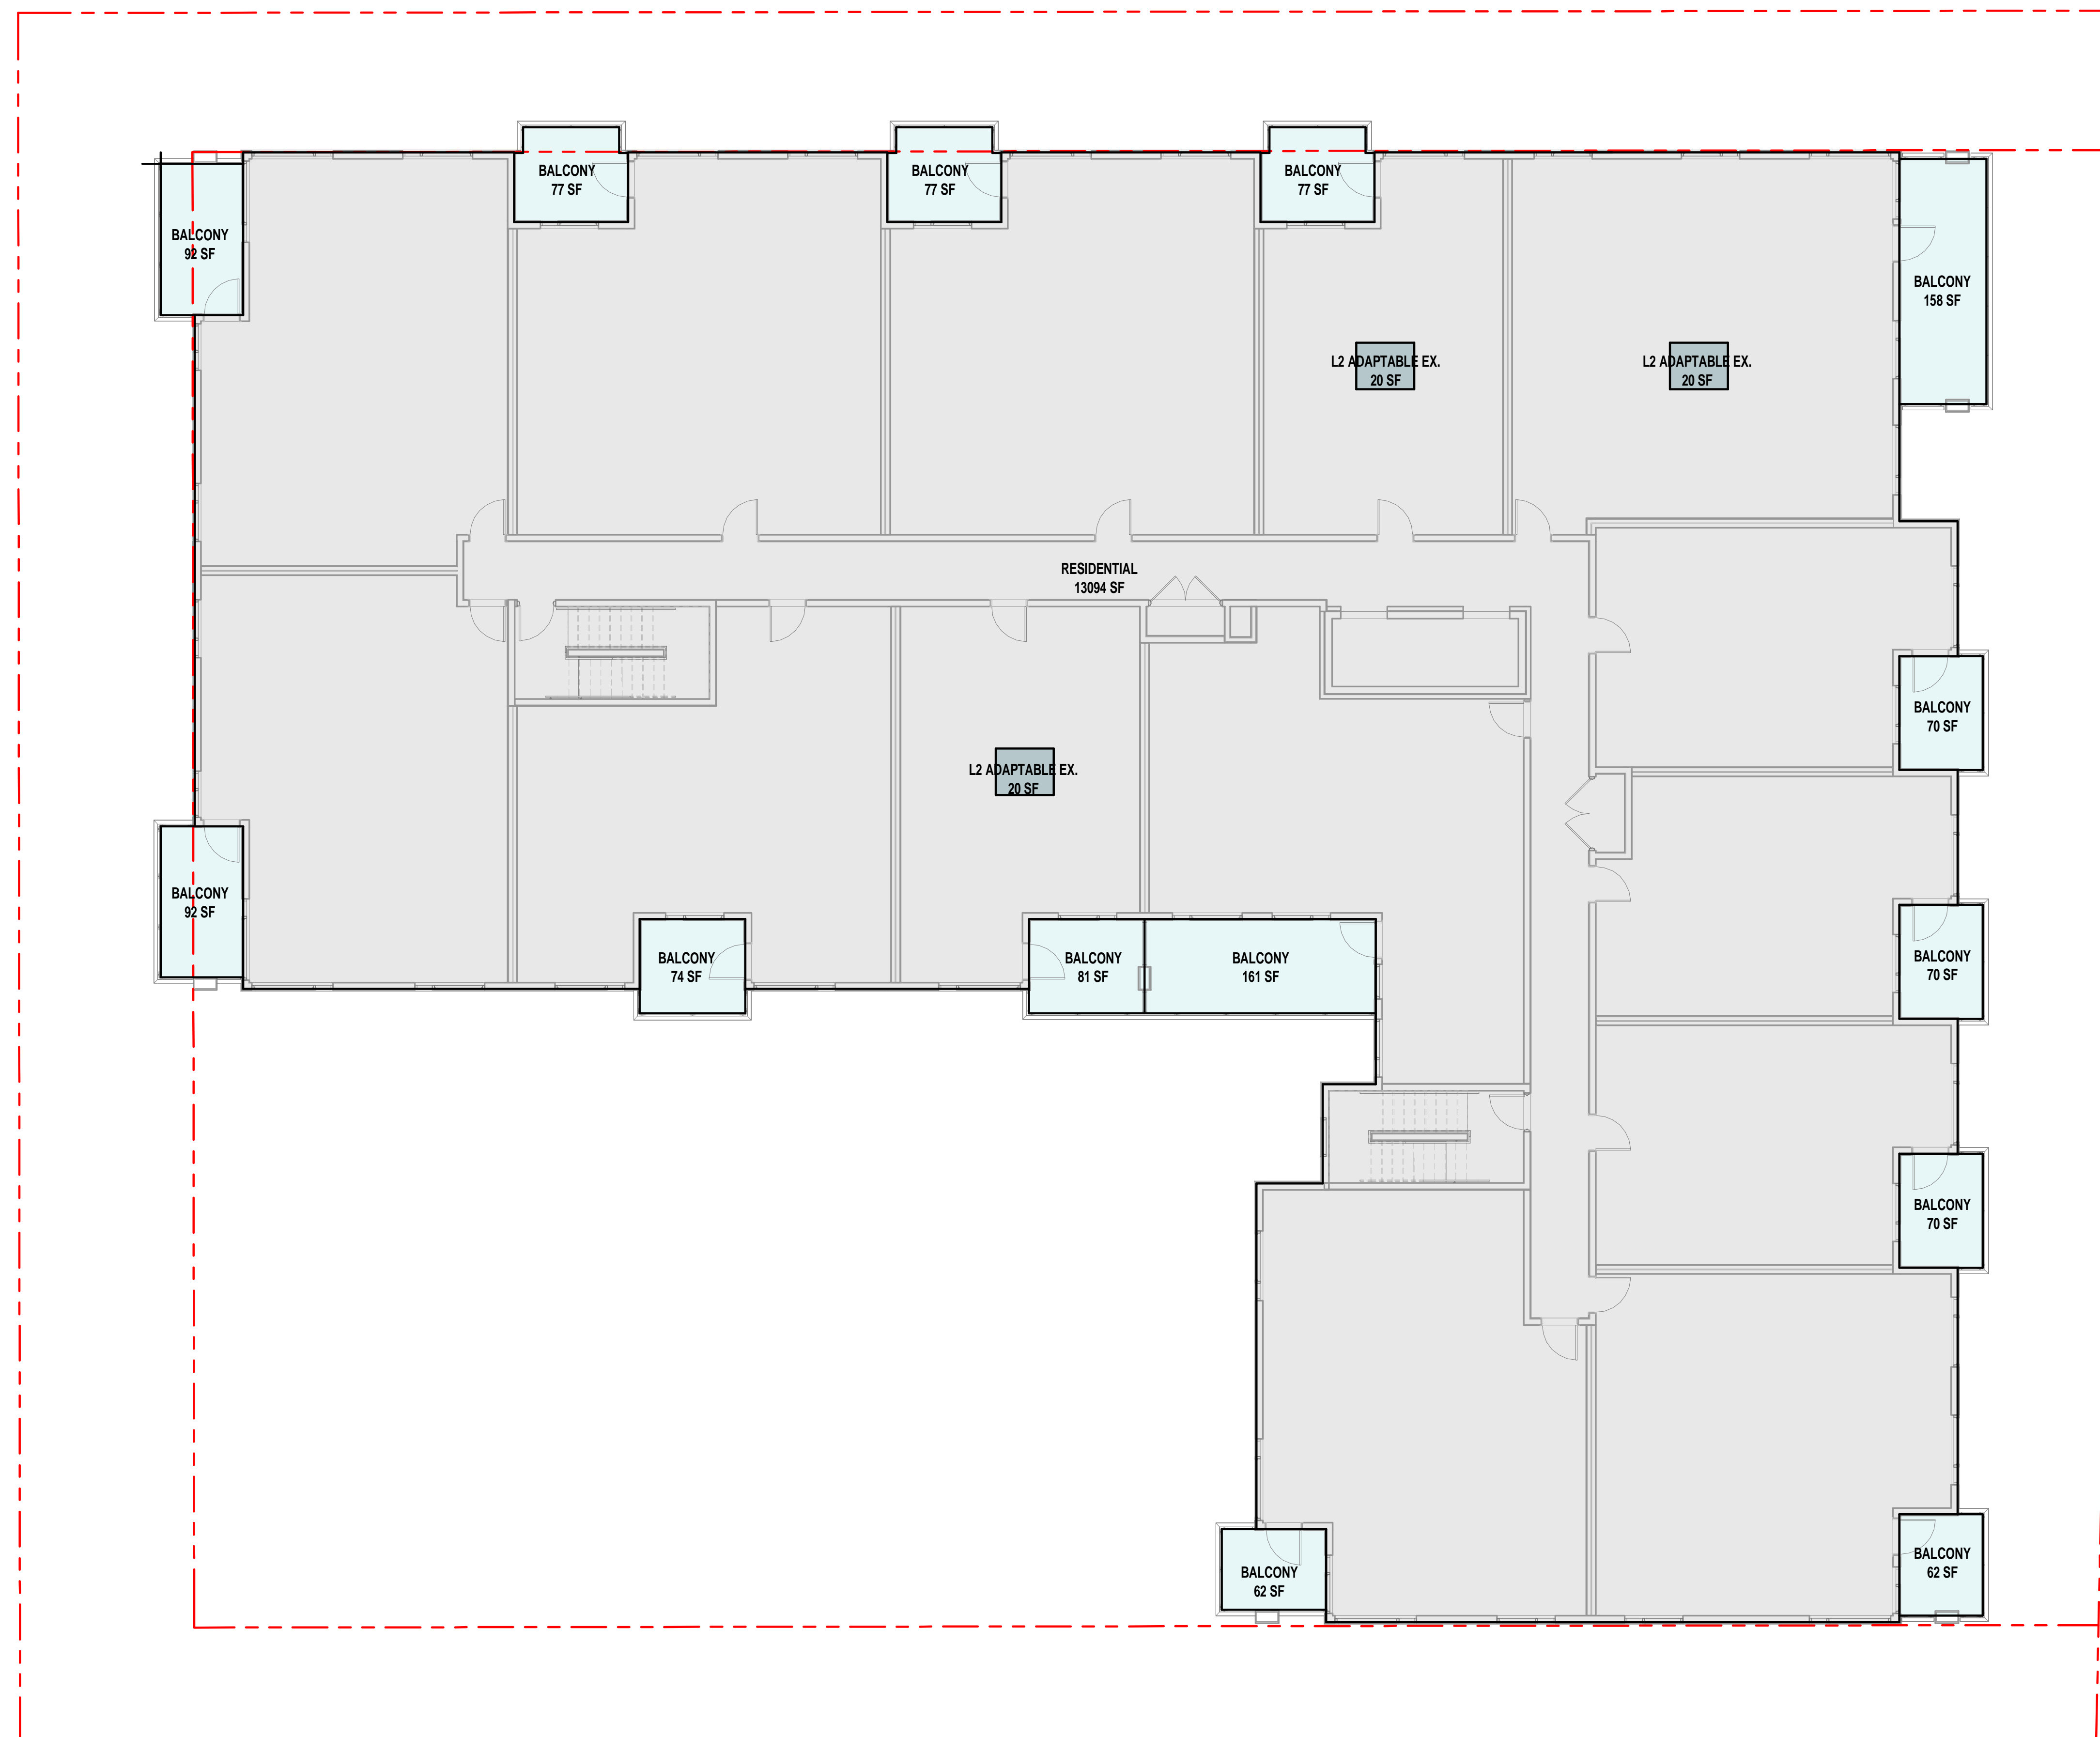 BALCONY
77 SF
BALCONY
77 SF
BALCONY
77 SF
BALCONY
92 SF
BALCONY
158 SF
L2 ADAPTABLE EX.
20 SF
L2 ADAPTABLE EX.
20 SF
RESIDENTIAL
13094 SF
BALCONY
70 SF
L2 ADAPTABLE EX.
20 SF
BALCONY
92 SF
BALCONY
74 SF
BALCONY
81 SF
BALCONY
161 SF
BALCONY
70 SF
BALCONY
70 SF
BALCONY
62 SF
BALCONY
62 SF